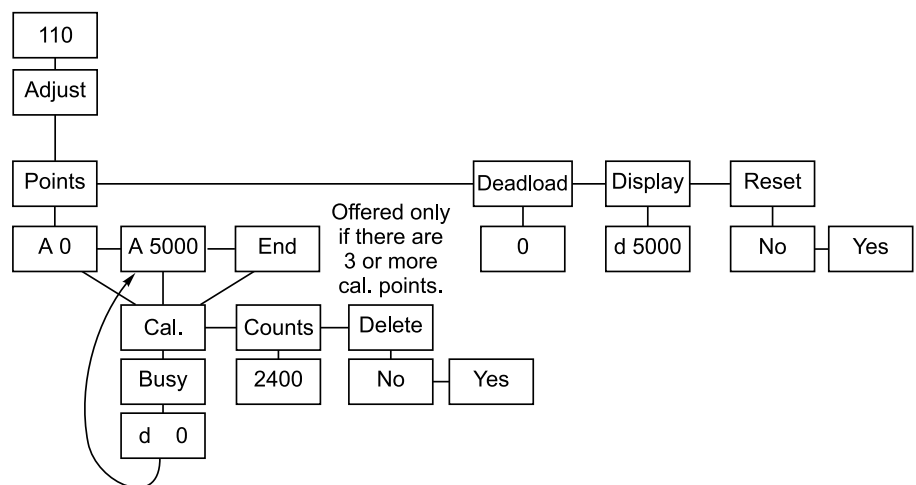 110
Adjust
Points
Deadload
Display
Reset
A 0
A 5000
End
Offered only
if there are
3 or more
cal. points.
0
d 5000
No
Yes
Cal.
Counts
Delete
Busy
2400
No
Yes
d 0